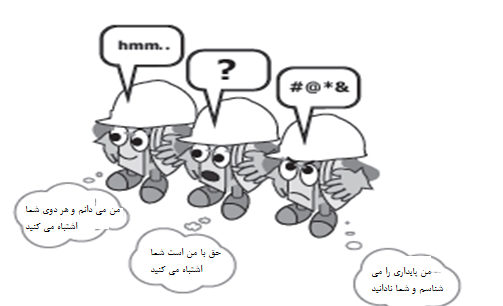 hmm..
?
#@*&
من می دانم و هر دوی شما
اشتباه می کنید
حق با من است شما
اشتباه می کنید
من پایداری را می
شناسم و شما نادانید